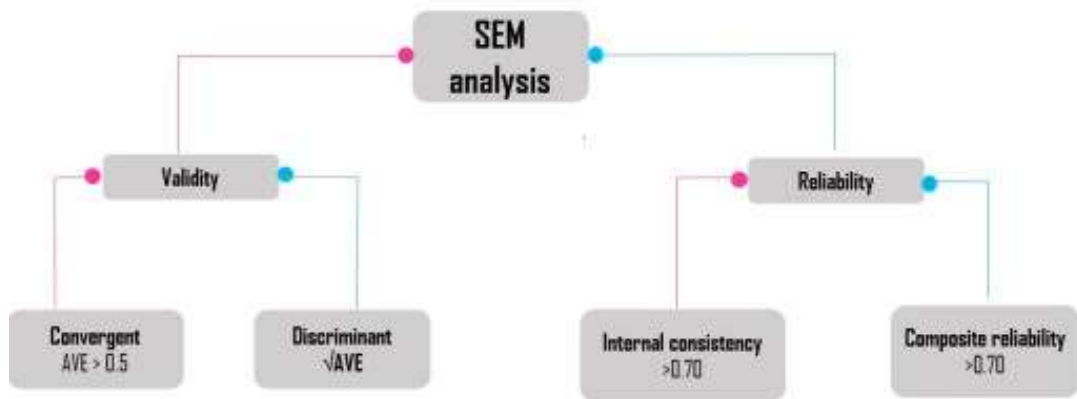 SEM
analysis
Validity
Reliability
Convergent
AVE > 0.5
Discriminant
√AVE
Internal consistency
>0.70
Composite reliability
>0.70